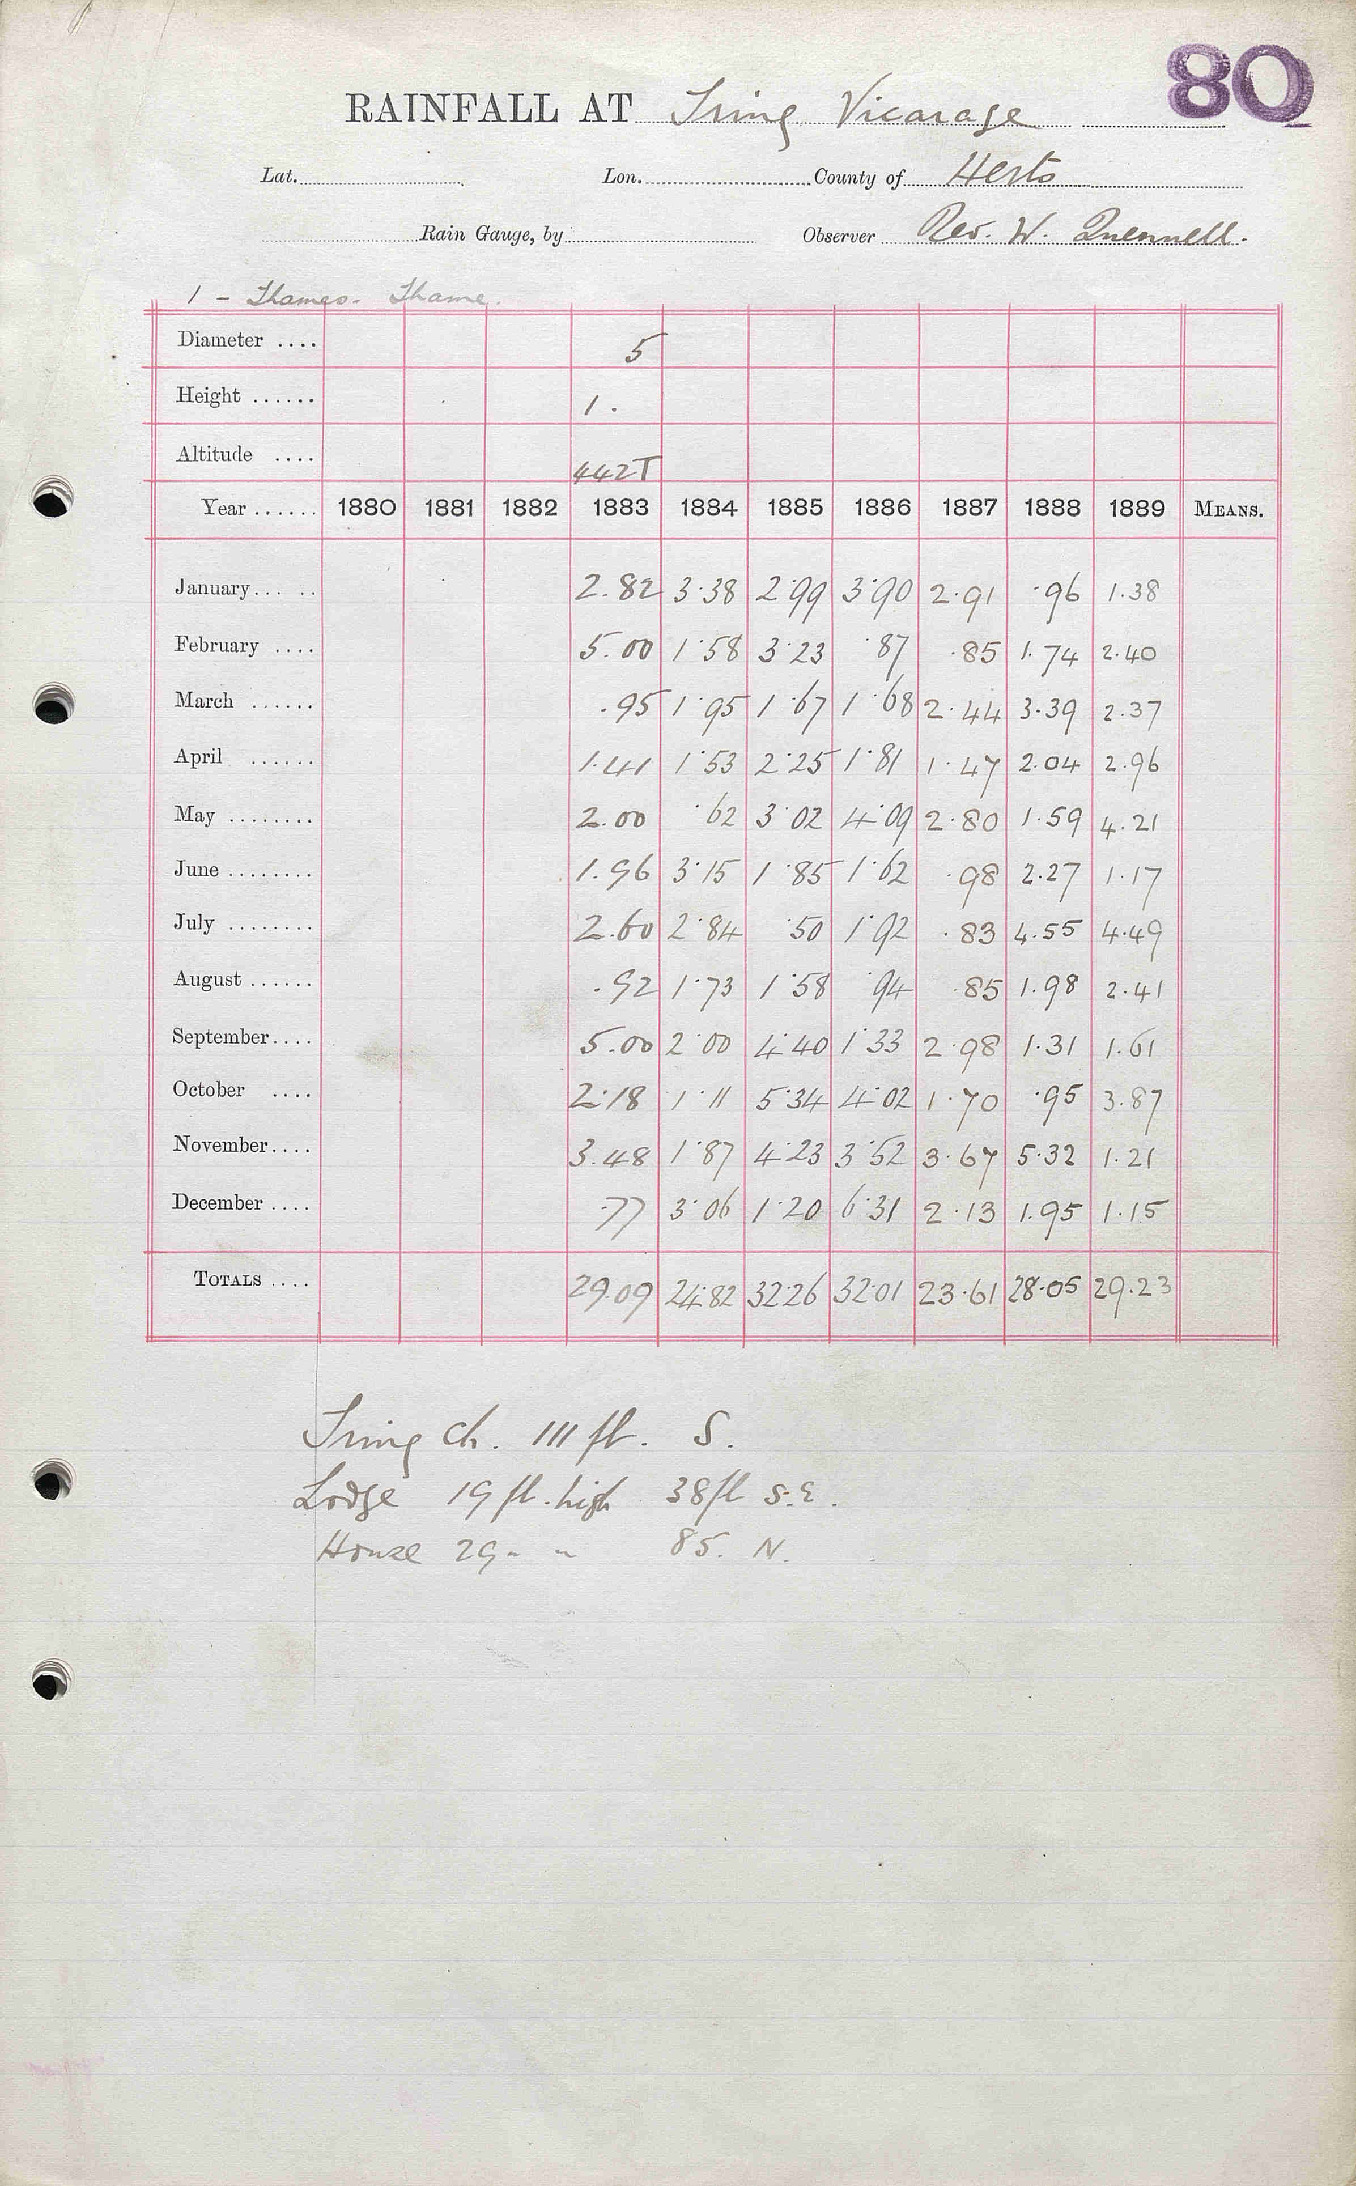 80
RAINFALL AT Tring Vicarage
Lat. Lon. County of Herts
Rain Gauge, by Observer Rev. W. Quennell.
1 - Thames. Thame.
Diameter .... 5
Height ...... 1.
Altitude .... 442T
Year ...... 1880 1881 1882 1883 1884 1885 1886 1887 1888 1889 MEANS.
January... .. 2.82 3.38 2.99 3.90 2.91 .96 1.38
February .... 5.00 1.58 3.23 .87 .85 1.74 2.40
March ...... .95 1.95 1.67 1.68 2.44 3.39 2.37
April ...... 1.41 1.53 2.25 1.81 1.47 2.04 2.96
May ........ 2.00 .62 3.02 4.09 2.80 1.59 4.21
June ........ 1.96 3.15 1.85 1.62 .98 2.27 1.17
July ........ 2.60 2.84 .50 1.92 .83 4.55 4.49
August ...... .92 1.73 1.58 .94 .85 1.98 2.41
September.... 5.00 2.00 4.40 1.33 2.98 1.31 1.61
October .... 2.18 1.11 5.34 4.02 1.70 .95 3.87
November.... 3.48 1.87 4.23 3.52 3.67 5.32 1.21
December .... .77 3.06 1.20 6.31 2.13 1.95 1.15
TOTALS .... 29.09 24.82 32.26 32.01 23.61 28.05 29.23
Tring Ch. 111 ft. S.
Lodge 19 ft. high 38ft S.E.
House 29 " " 85. N.